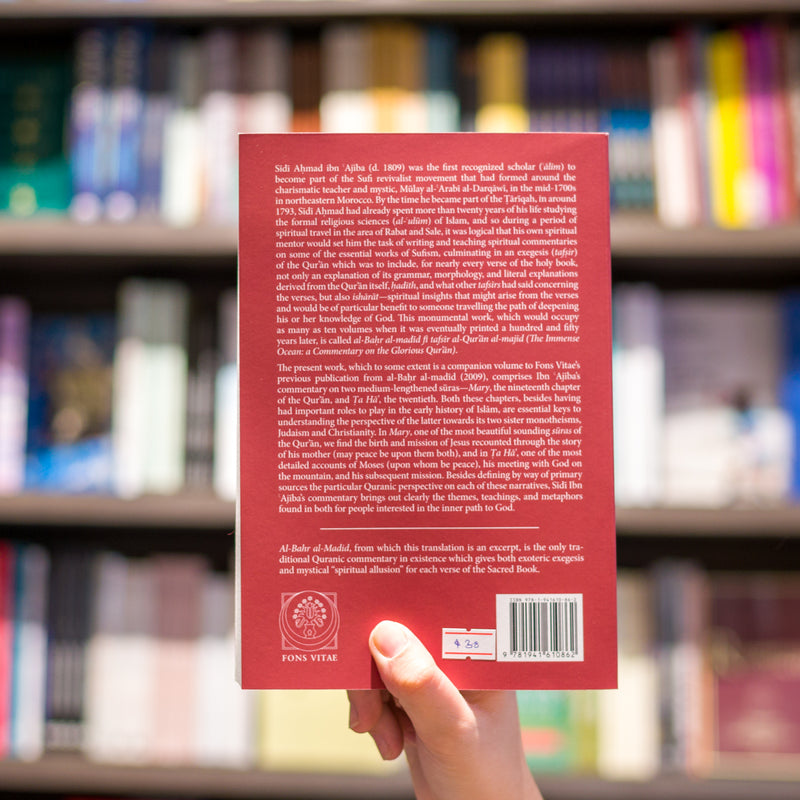 Sīdī Aḥmad ibn ʿAjība (d. 1809) was the first recognized scholar (ʿālim) to
become part of the Sufi revivalist movement that had formed around the
charismatic teacher and mystic, Mūlay al-ʿArabī al-Darqāwī, in the mid-1700s
in northeastern Morocco. By the time he became part of the Ṭārīqah, in around
1793, Sīdī Aḥmad had already spent more than twenty years of his life studying
the formal religious sciences (al-ʿulūm) of Islam, and so during a period of
spiritual travel in the area of Rabat and Sale, it was logical that his own spiritual
mentor would set him the task of writing and teaching spiritual commentaries
on some of the essential works of Sufism, culminating in an exegesis (tafsīr)
of the Qurʾān which was to include, for nearly every verse of the holy book,
not only an explanation of its grammar, morphology, and literal explanations
derived from the Qurʾān itself, ḥadīth, and what other tafsīrs had said concerning
the verses, but also ishārāt—spiritual insights that might arise from the verses
and would be of particular benefit to someone travelling the path of deepening
his or her knowledge of God. This monumental work, which would occupy
as many as ten volumes when it was eventually printed a hundred and fifty
years later, is called al-Baḥr al-madīd fī tafsīr al-Qurʾān al-majīd (The Immense
Ocean: a Commentary on the Glorious Qurʾān).
The present work, which to some extent is a companion volume to Fons Vitae's
previous publication from al-Baḥr al-madīd (2009), comprises Ibn ʿAjība's
commentary on two medium-lengthened sūras—Mary, the nineteenth chapter
of the Qurʾān, and Ṭa Hāʾ, the twentieth. Both these chapters, besides having
had important roles to play in the early history of Islām, are essential keys to
understanding the perspective of the latter towards its two sister monotheisms,
Judaism and Christianity. In Mary, one of the most beautiful sounding sūras of
the Qurʾān, we find the birth and mission of Jesus recounted through the story
of his mother (may peace be upon them both), and in Ṭa Hāʾ, one of the most
detailed accounts of Moses (upon whom be peace), his meeting with God on
the mountain, and his subsequent mission. Besides defining by way of primary
sources the particular Quranic perspective on each of these narratives, Sīdī Ibn
ʿAjība's commentary brings out clearly the themes, teachings, and metaphors
found in both for people interested in the inner path to God.
Al-Bahr al-Madīd, from which this translation is an excerpt, is the only tra-
ditional Quranic commentary in existence which gives both exoteric exegesis
and mystical "spiritual allusion" for each verse of the Sacred Book.
FONS VITAE
$ 38
ISBN 978-1-941610-86-2
9 781941 610862